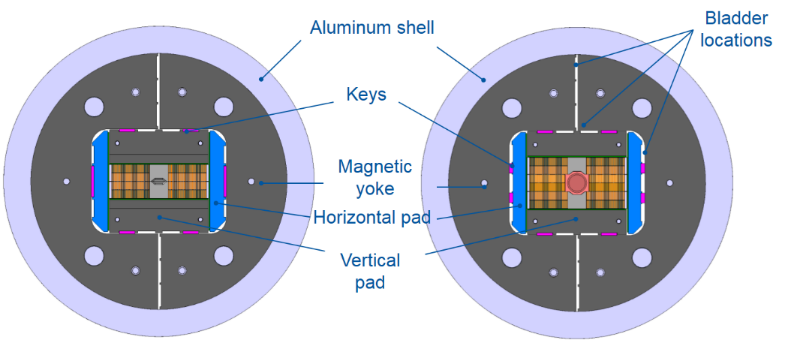 Bladder
locations
Aluminum shell
Keys
Magnetic
yoke
Horizontal pad
Vertical
pad